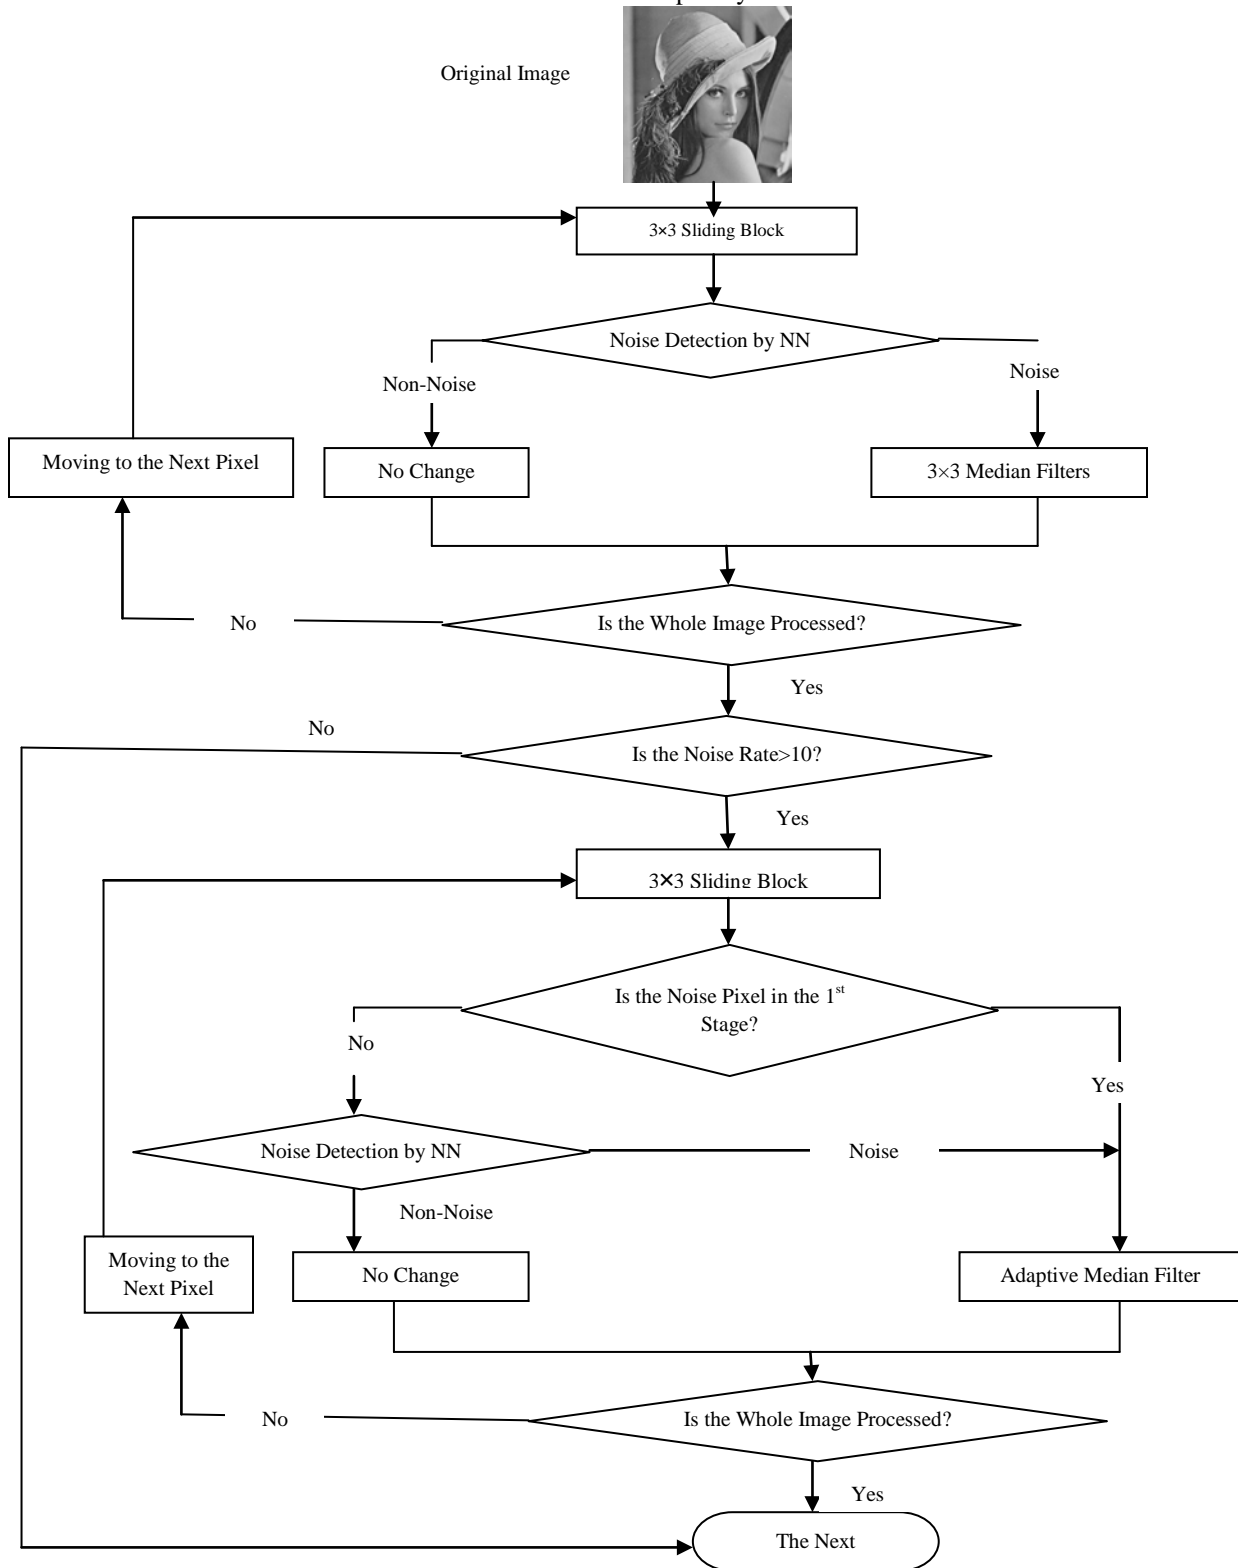 Original Image
3×3 Sliding Block
Noise Detection by NN
Non-Noise
Noise
Moving to the Next Pixel
No Change
3×3 Median Filters
No
Is the Whole Image Processed?
Yes
No
Is the Noise Rate>10?
Yes
3×3 Sliding Block
Is the Noise Pixel in the 1st
Stage?
No
Yes
Noise Detection by NN
Noise
Non-Noise
Moving to the
Next Pixel
No Change
Adaptive Median Filter
No
Is the Whole Image Processed?
Yes
The Next